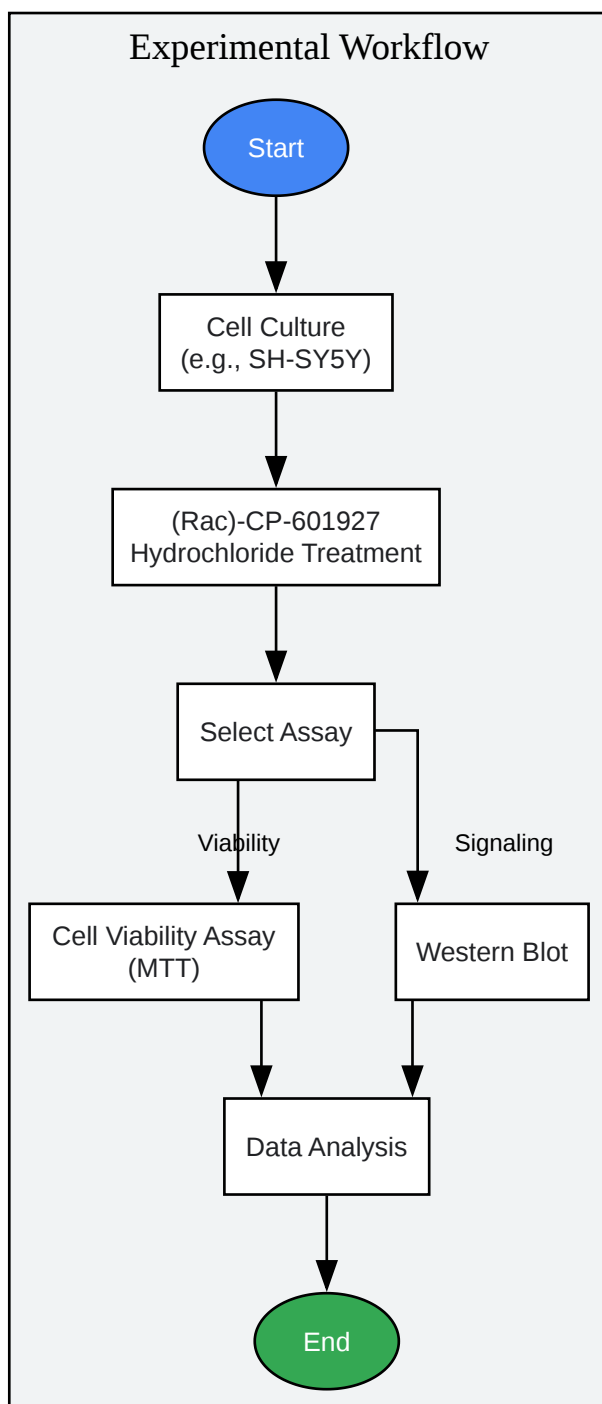 Experimental Workflow
Start
Cell Culture
(e.g., SH-SY5Y)
(Rac)-CP-601927
Hydrochloride Treatment
Select Assay
Viability
Signaling
Cell Viability Assay
(MTT)
Western Blot
Data Analysis
End